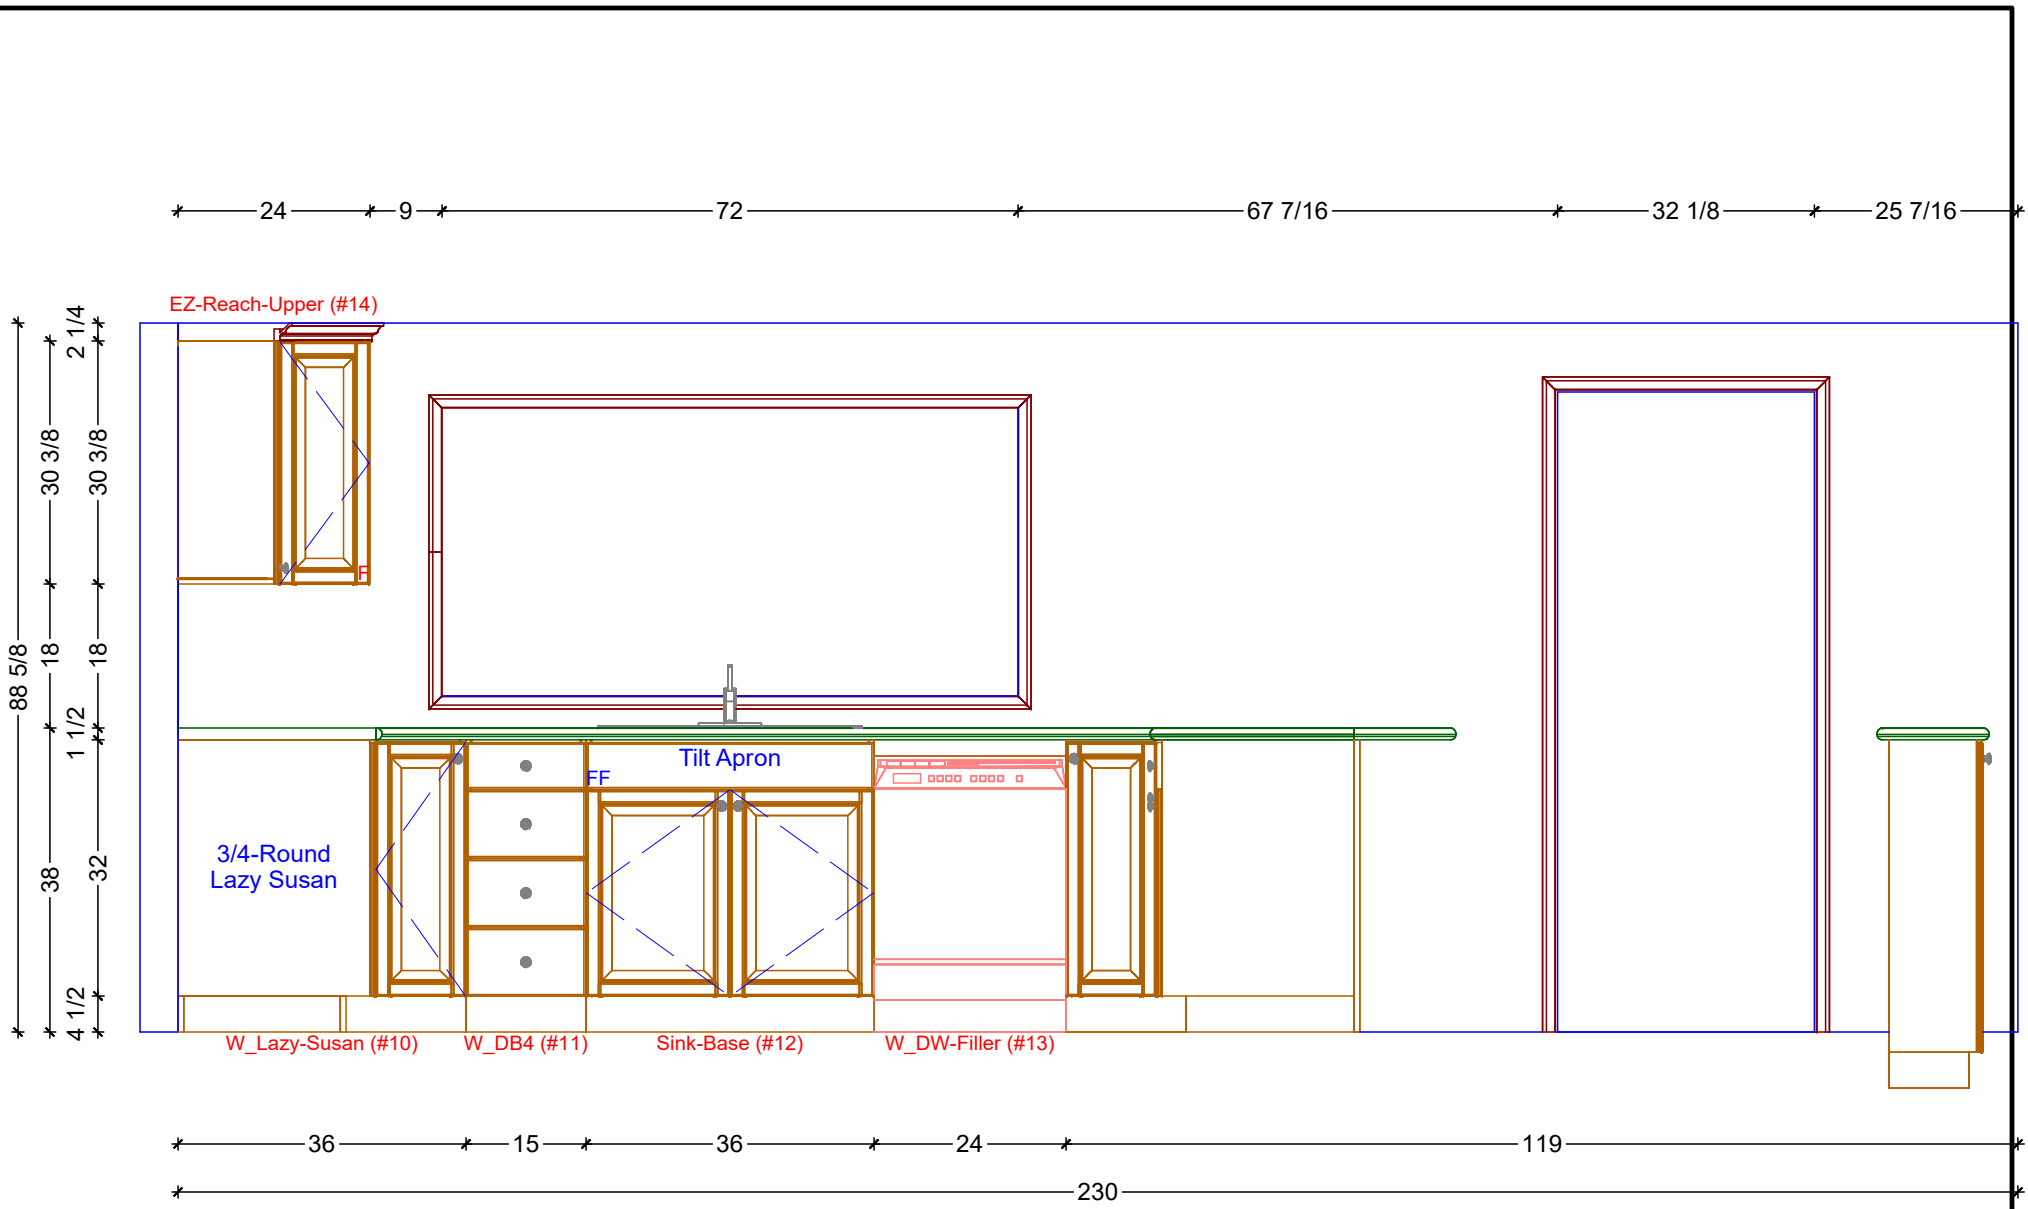 24 9 72 67 7/16 32 1/8 25 7/16
EZ-Reach-Upper (#14)
2 1/4
30 3/8
30 3/8
F
18
18
88 5/8
1 1/2
Tilt Apron
FF
3/4-Round
Lazy Susan
38
32
4 1/2
W_Lazy-Susan (#10) W_DB4 (#11) Sink-Base (#12) W_DW-Filler (#13)
36 15 36 24 119
230